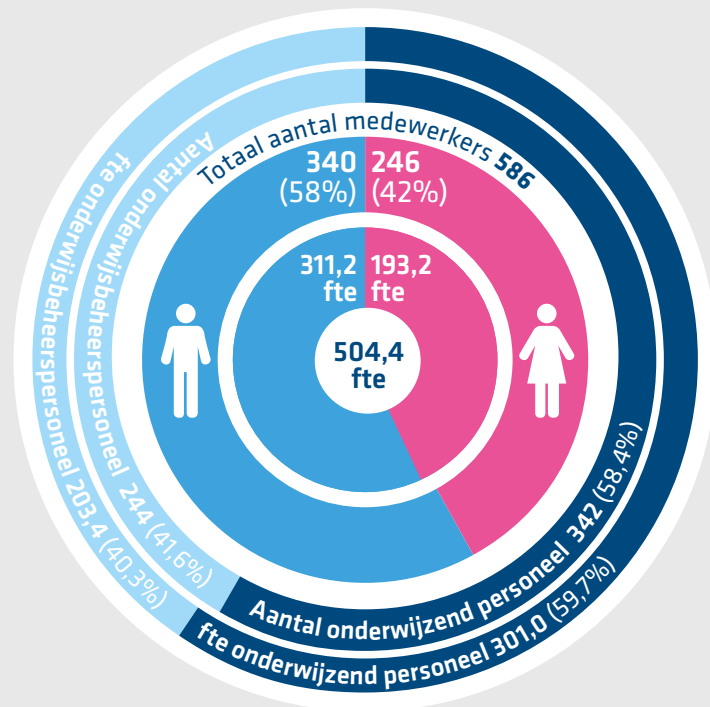 fte onderwijsbeheerspersoneel 203,4 (40,3%)
Aantal onderwijsbeheerspersoneel 244 (41,6%)
Totaal aantal medewerkers 586
340
(58%)
246
(42%)
311,2
fte
193,2
fte
504,4
fte
Aantal onderwijzend personeel 342 (58,4%)
fte onderwijzend personeel 301,0 (59,7%)